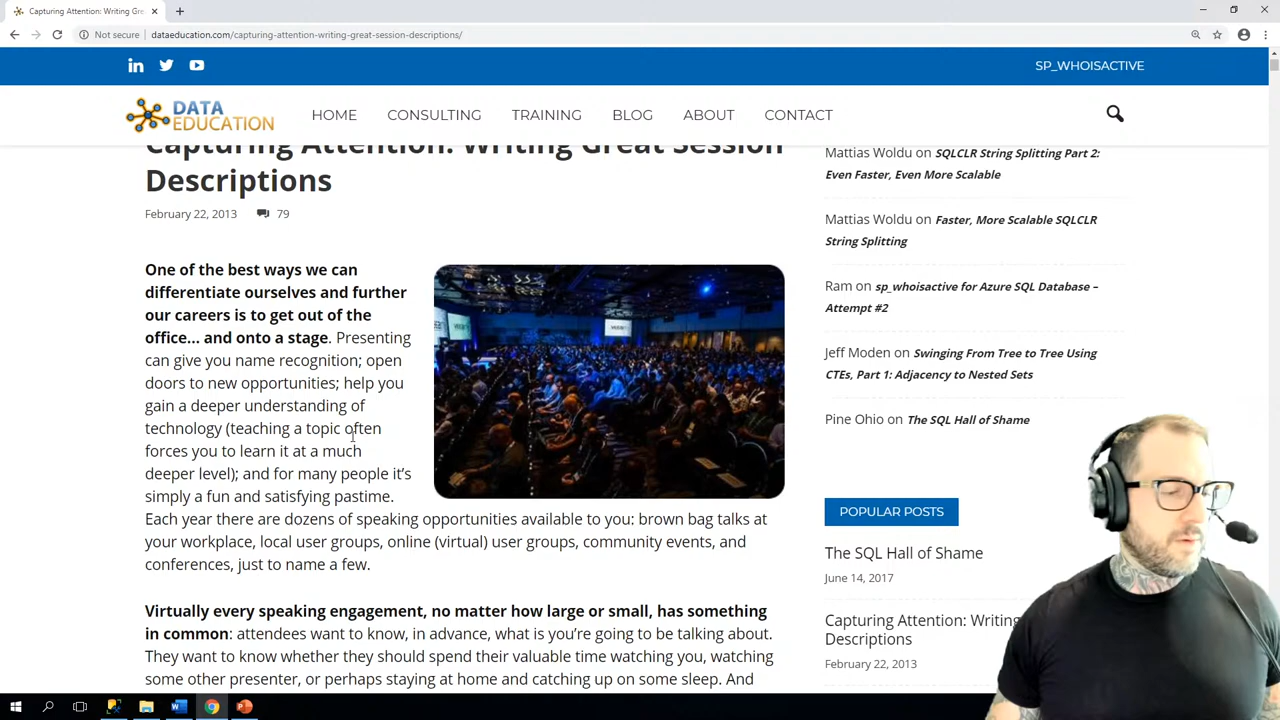 Capturing Attention: Writing Gre
Not secure
dataeducation.com/capturing-attention-writing-great-session-descriptions/
SP_WHOISACTIVE
DATA
EDUCATION
HOME
CONSULTING
TRAINING
BLOG
ABOUT
CONTACT
Capturing Attention: Writing Great Session
Descriptions
February 22, 2013
79
One of the best ways we can
differentiate ourselves and further
our careers is to get out of the
office… and onto a stage. Presenting
can give you name recognition; open
doors to new opportunities; help you
gain a deeper understanding of
technology (teaching a topic often
forces you to learn it at a much
deeper level); and for many people it’s
simply a fun and satisfying pastime.
Each year there are dozens of speaking opportunities available to you: brown bag talks at
your workplace, local user groups, online (virtual) user groups, community events, and
conferences, just to name a few.
Virtually every speaking engagement, no matter how large or small, has something
in common: attendees want to know, in advance, what is you’re going to be talking about.
They want to know whether they should spend their valuable time watching you, watching
some other presenter, or perhaps staying at home and catching up on some sleep. And
Mattias Woldu on SQLCLR String Splitting Part 2:
Even Faster, Even More Scalable
Mattias Woldu on Faster, More Scalable SQLCLR
String Splitting
Ram on sp_whoisactive for Azure SQL Database –
Attempt #2
Jeff Moden on Swinging From Tree to Tree Using
CTEs, Part 1: Adjacency to Nested Sets
Pine Ohio on The SQL Hall of Shame
POPULAR POSTS
The SQL Hall of Shame
June 14, 2017
Capturing Attention: Writing
Descriptions
February 22, 2013